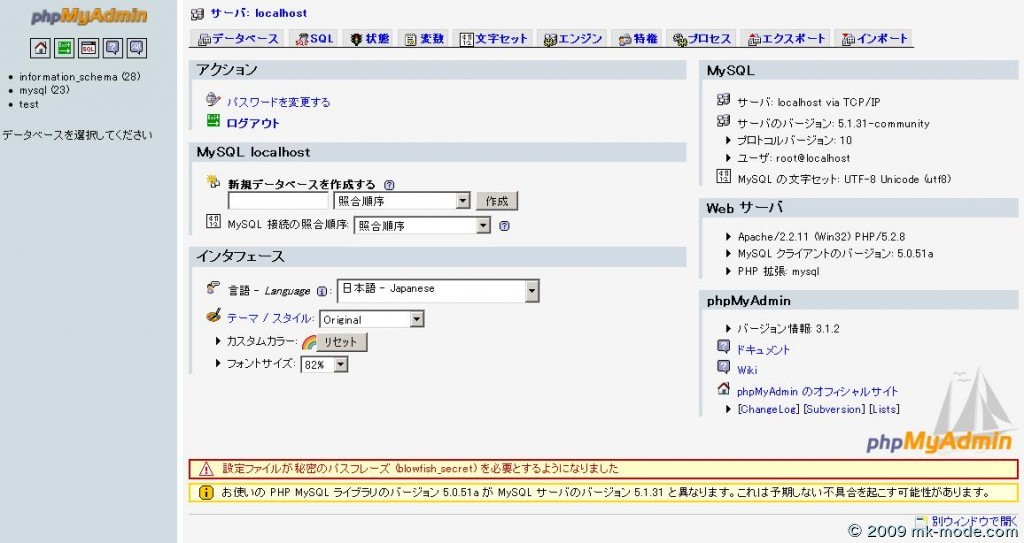 phpMyAdmin
SQL
information_schema (28)
mysql (23)
test
データベースを選択してください
サーバ: localhost
データベース SQL 状態 変数 文字セット エンジン 特権 プロセス エクスポート インポート
アクション
パスワードを変更する
ログアウト
MySQL localhost
新規データベースを作成する
照合順序 作成
MySQL 接続の照合順序: 照合順序
インタフェース
言語 - Language : 日本語 - Japanese
テーマ / スタイル: Original
カスタムカラー: リセット
フォントサイズ: 82%
MySQL
サーバ: localhost via TCP/IP
サーバのバージョン: 5.1.31-community
プロトコルバージョン: 10
ユーザ: root@localhost
MySQL の文字セット: UTF-8 Unicode (utf8)
Web サーバ
Apache/2.2.11 (Win32) PHP/5.2.8
MySQL クライアントのバージョン: 5.0.51a
PHP 拡張: mysql
phpMyAdmin
バージョン情報: 3.1.2
ドキュメント
Wiki
phpMyAdmin のオフィシャルサイト
[ChangeLog] [Subversion] [Lists]
phpMyAdmin
設定ファイルが秘密のパスフレーズ (blowfish_secret) を必要とするようになりました
お使いの PHP MySQL ライブラリのバージョン 5.0.51a が MySQL サーバのバージョン 5.1.31 と異なります。これは予期しない不具合を起こす可能性があります。
別ウィンドウで開く
© 2009 mk-mode.com